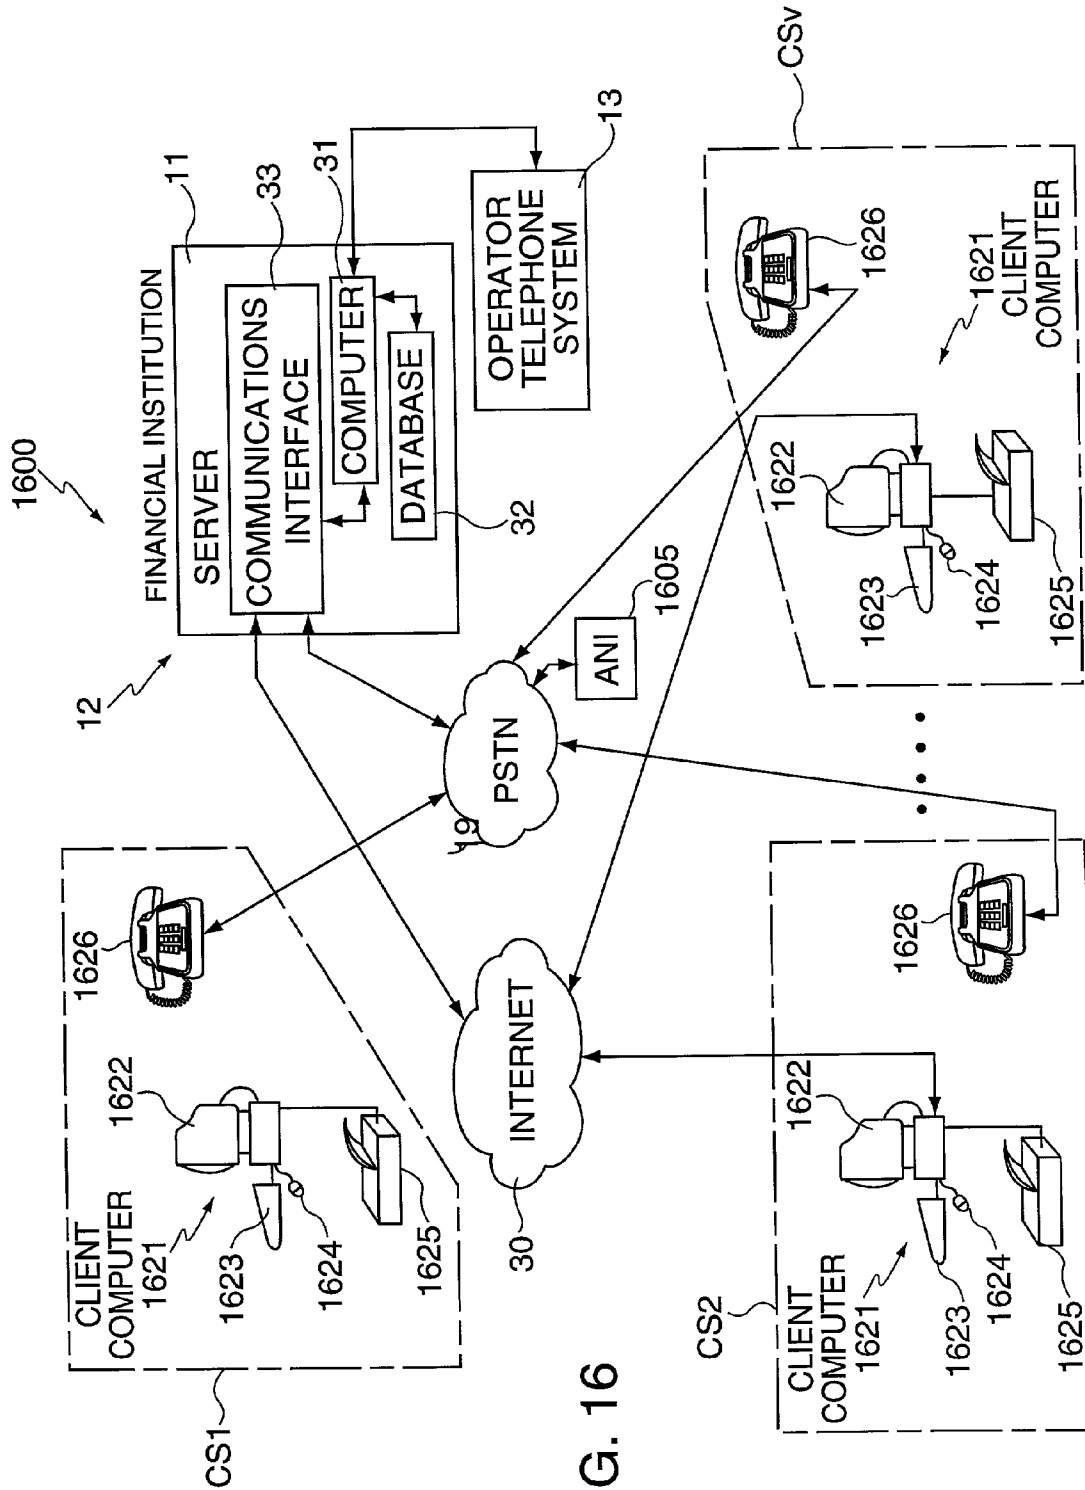 1600
12
FINANCIAL INSTITUTION
11
SERVER
COMMUNICATIONS
INTERFACE
33
COMPUTER
31
DATABASE
32
OPERATOR
TELEPHONE
SYSTEM
13
CLIENT
COMPUTER
1621
1622
1623
1624
1625
1626
CS1
INTERNET
30
PSTN
19
ANI
1605
CS2
CLIENT
COMPUTER
1621
1622
1623
1624
1625
1626
CSv
1626
1621
CLIENT
COMPUTER
1622
1623
1624
1625
G. 16